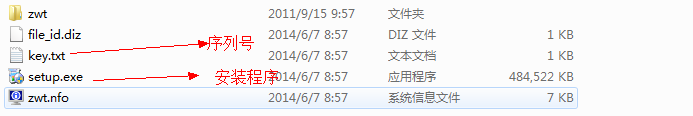 zwt 2011/9/15 9:57 文件夹
file_id.diz 2014/6/7 8:57 DIZ 文件 1 KB
key.txt 序列号 2014/6/7 8:57 文本文档 1 KB
setup.exe 安装程序 2014/6/7 8:57 应用程序 484,522 KB
zwt.nfo 2014/6/7 8:57 系统信息文件 7 KB